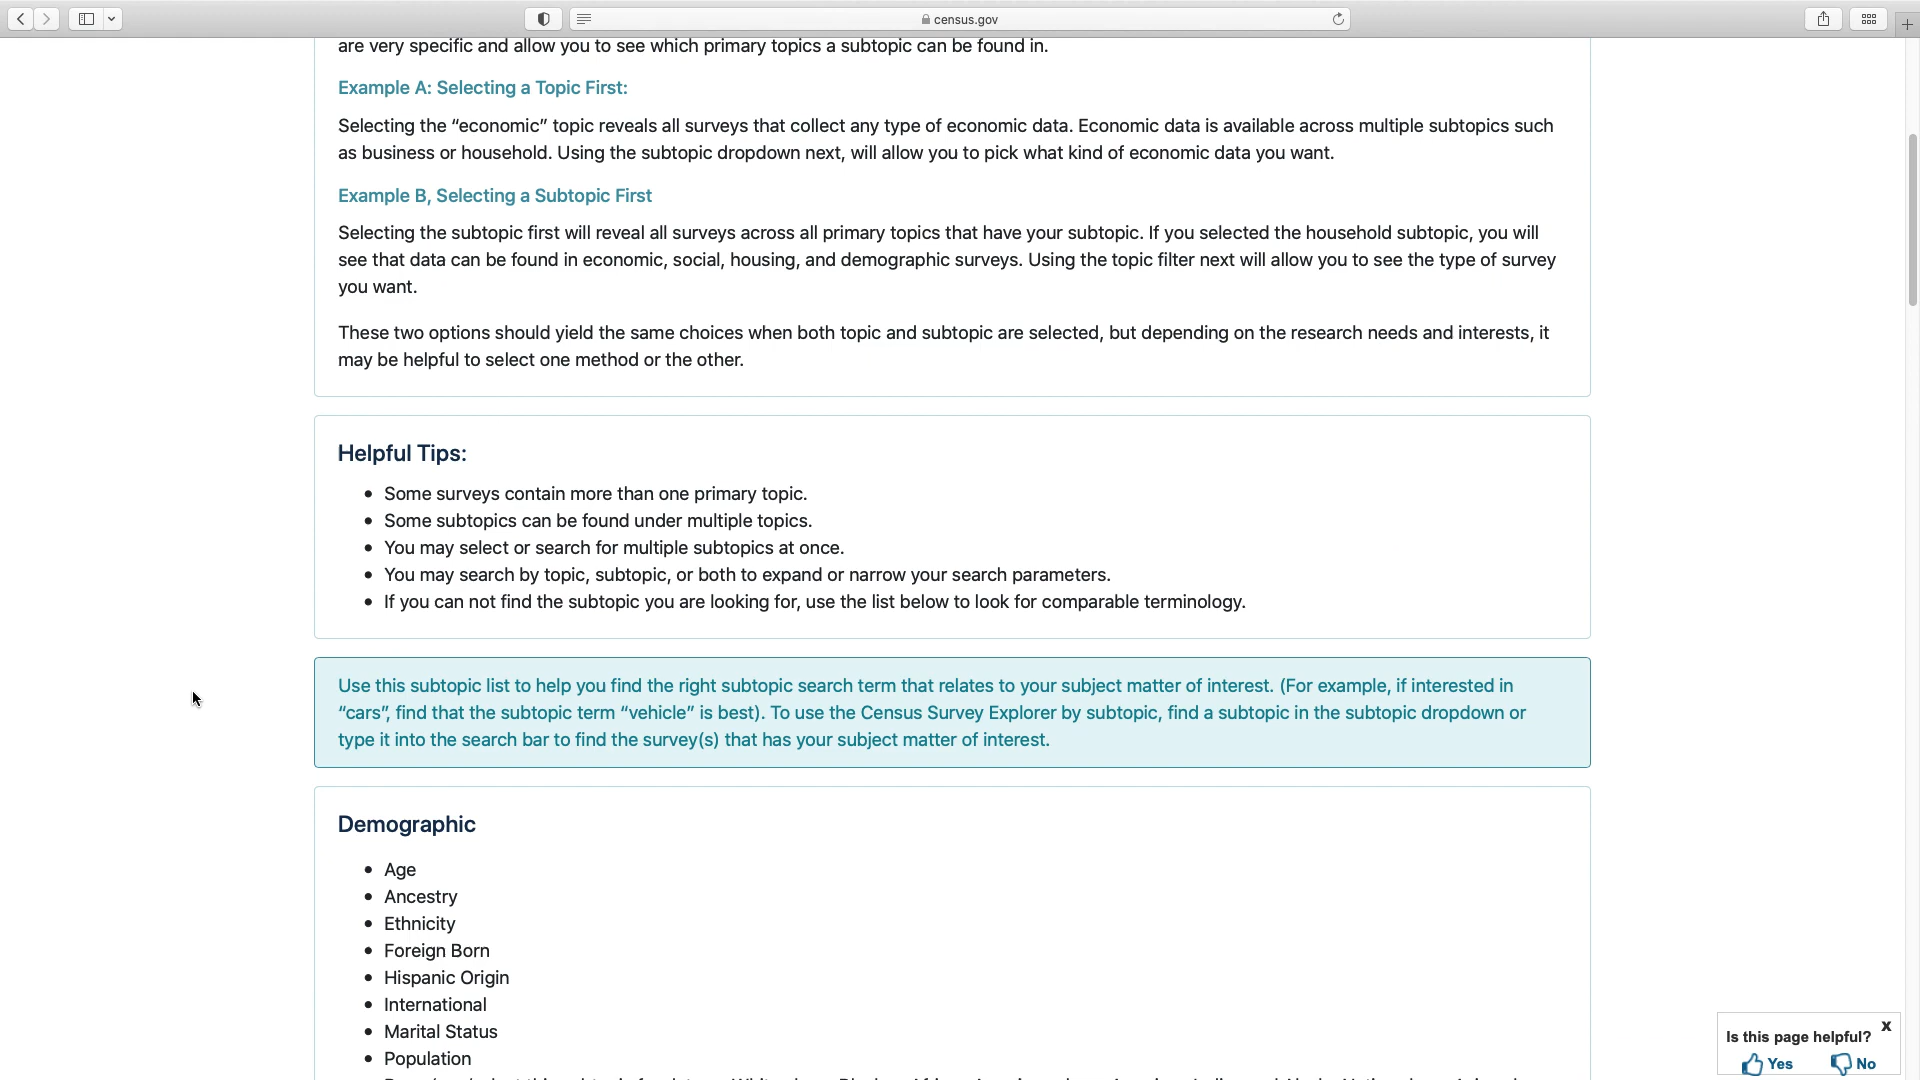 census.gov
are very specific and allow you to see which primary topics a subtopic can be found in.
Example A: Selecting a Topic First:
Selecting the “economic” topic reveals all surveys that collect any type of economic data. Economic data is available across multiple subtopics such
as business or household. Using the subtopic dropdown next, will allow you to pick what kind of economic data you want.
Example B, Selecting a Subtopic First
Selecting the subtopic first will reveal all surveys across all primary topics that have your subtopic. If you selected the household subtopic, you will
see that data can be found in economic, social, housing, and demographic surveys. Using the topic filter next will allow you to see the type of survey
you want.
These two options should yield the same choices when both topic and subtopic are selected, but depending on the research needs and interests, it
may be helpful to select one method or the other.
Helpful Tips:
Some surveys contain more than one primary topic.
Some subtopics can be found under multiple topics.
You may select or search for multiple subtopics at once.
You may search by topic, subtopic, or both to expand or narrow your search parameters.
If you can not find the subtopic you are looking for, use the list below to look for comparable terminology.
Use this subtopic list to help you find the right subtopic search term that relates to your subject matter of interest. (For example, if interested in
“cars”, find that the subtopic term “vehicle” is best). To use the Census Survey Explorer by subtopic, find a subtopic in the subtopic dropdown or
type it into the search bar to find the survey(s) that has your subject matter of interest.
Demographic
Age
Ancestry
Ethnicity
Foreign Born
Hispanic Origin
International
Marital Status
Population
Is this page helpful?
x
Yes
No